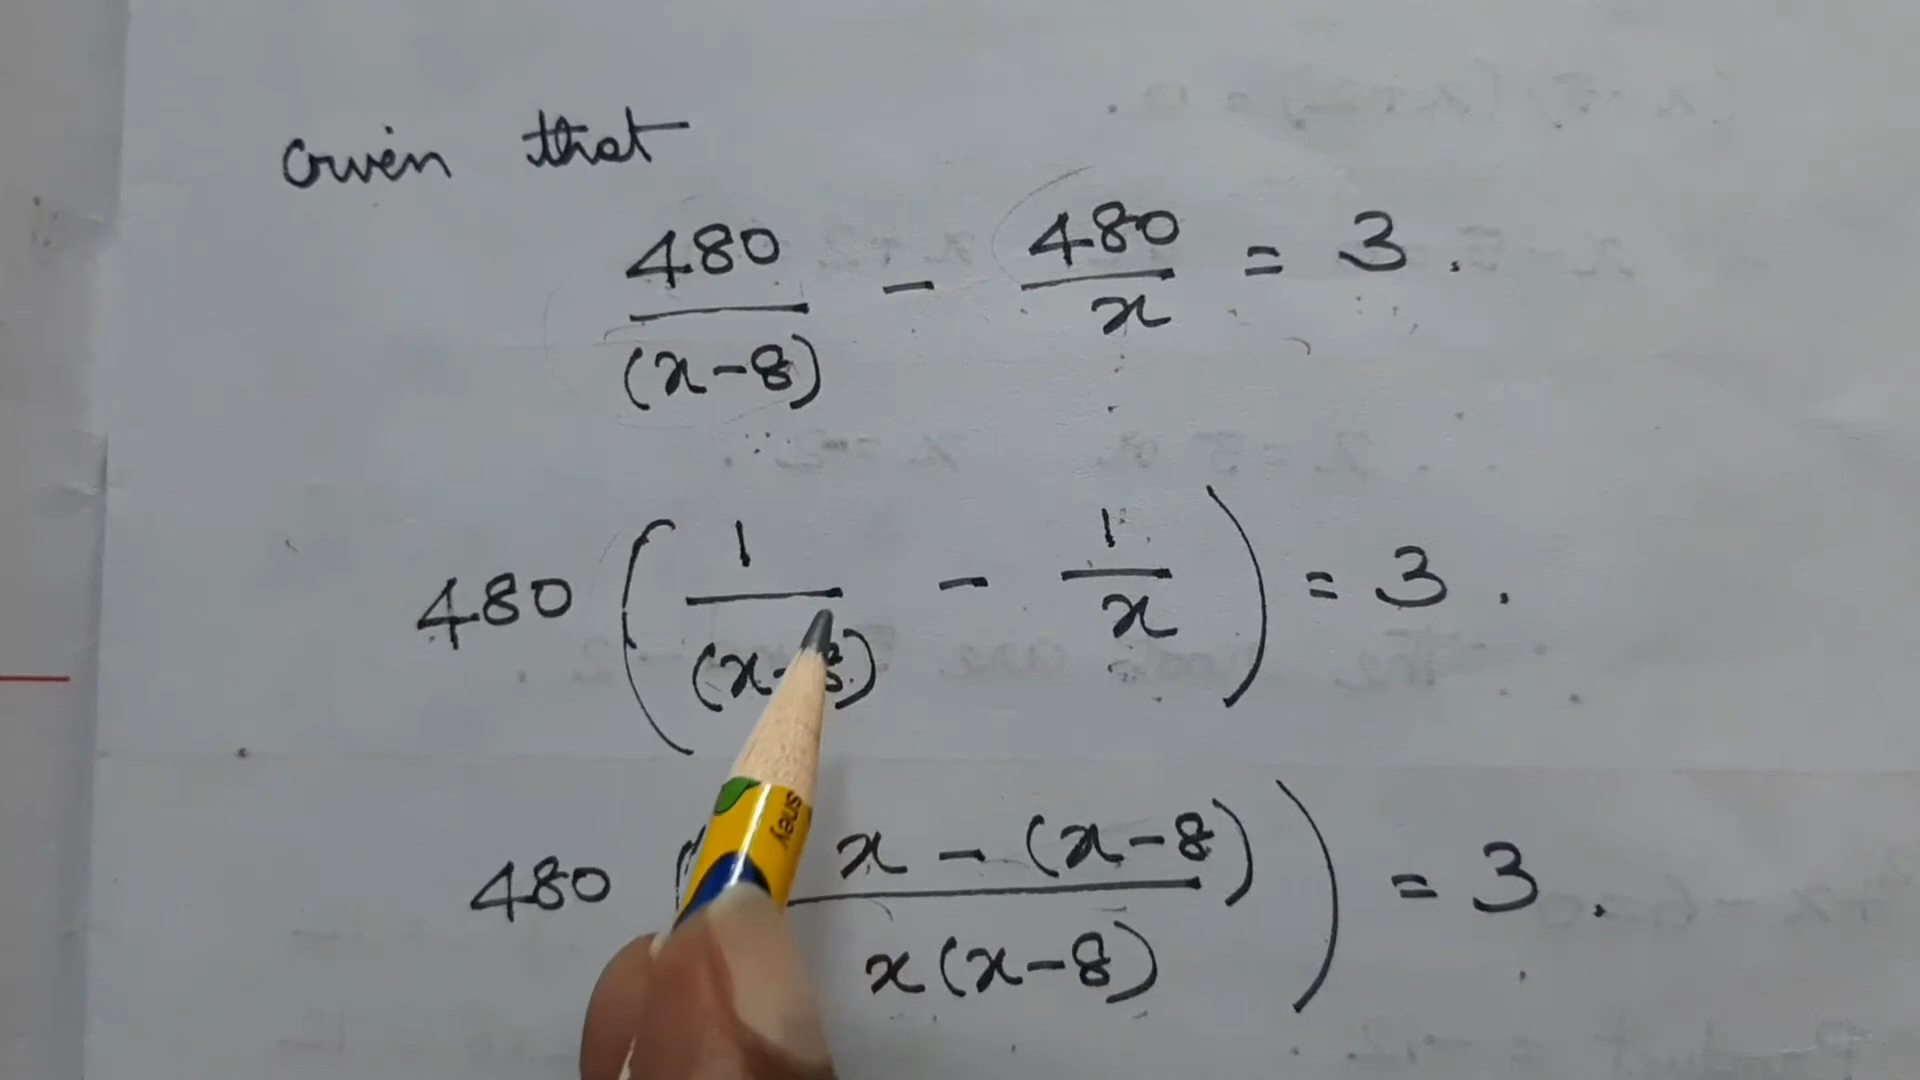 Given that
480/(x-8) - 480/x = 3.
480 (1/(x-8) - 1/x) = 3.
480 (x - (x-8) / x(x-8)) = 3.